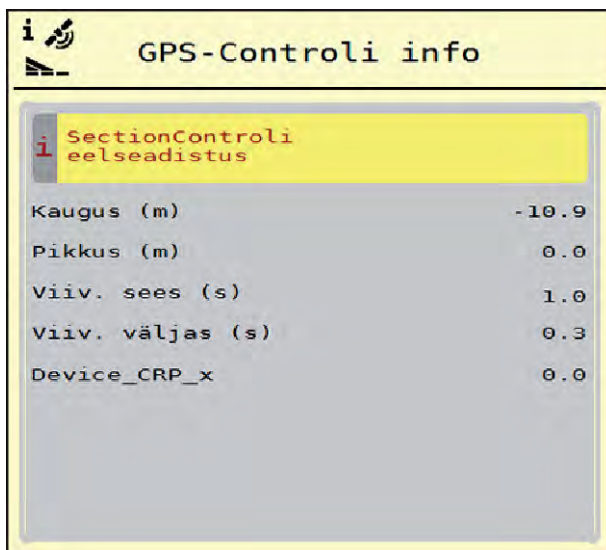 i
GPS-Controli info
i
SectionControli
eelseadistus
Kaugus (m) -10.9
Pikkus (m) 0.0
Viiv. sees (s) 1.0
Viiv. väljas (s) 0.3
Device_CRP_x 0.0